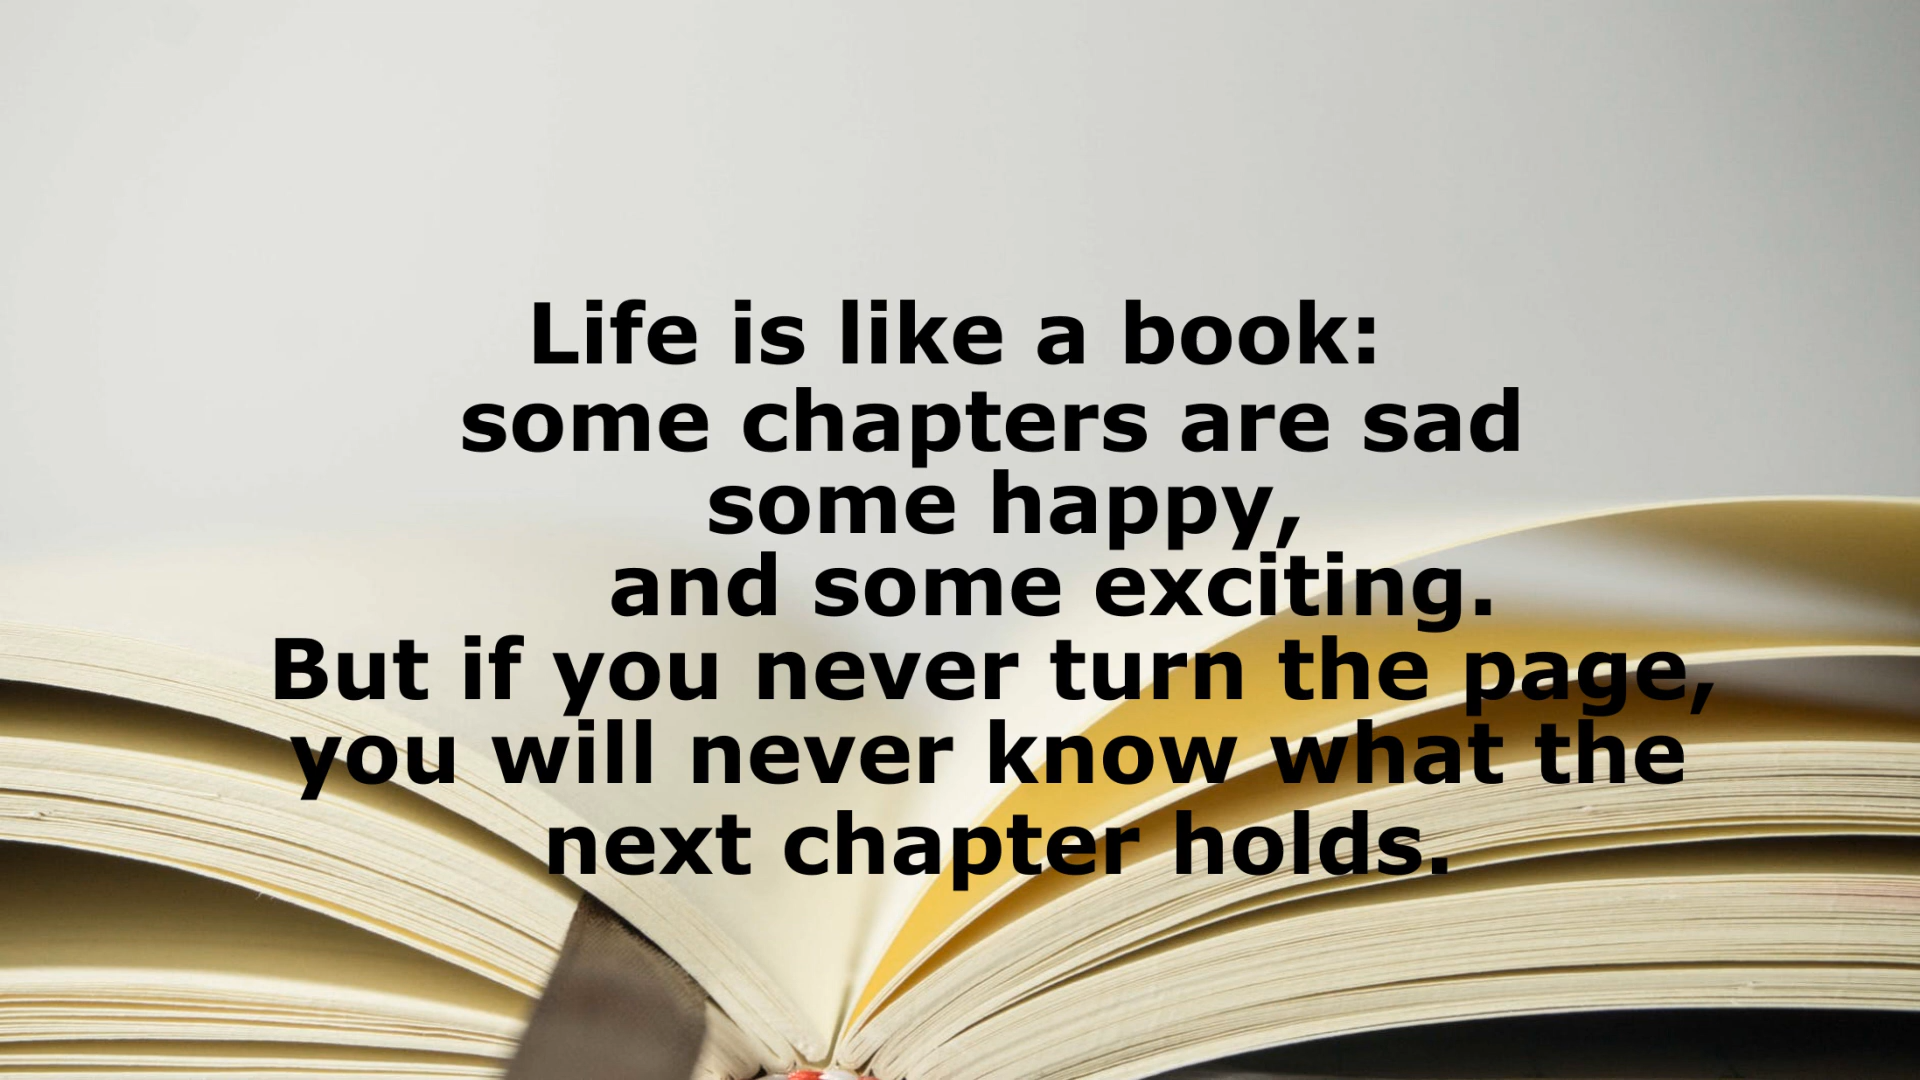 Life is like a book:
some chapters are sad
some happy,
and some exciting.
But if you never turn the page,
you will never know what the
next chapter holds.